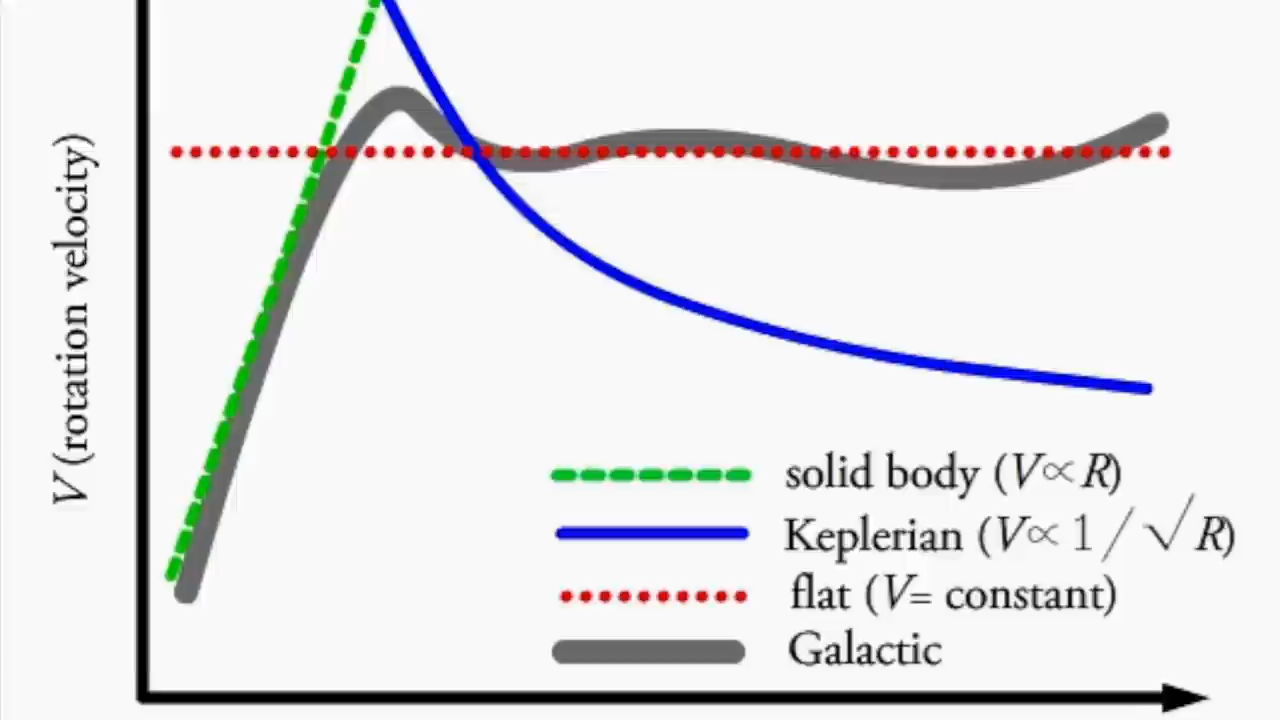 V (rotation velocity)
solid body (V∝R)
Keplerian (V∝ 1 / √R)
flat (V= constant)
Galactic